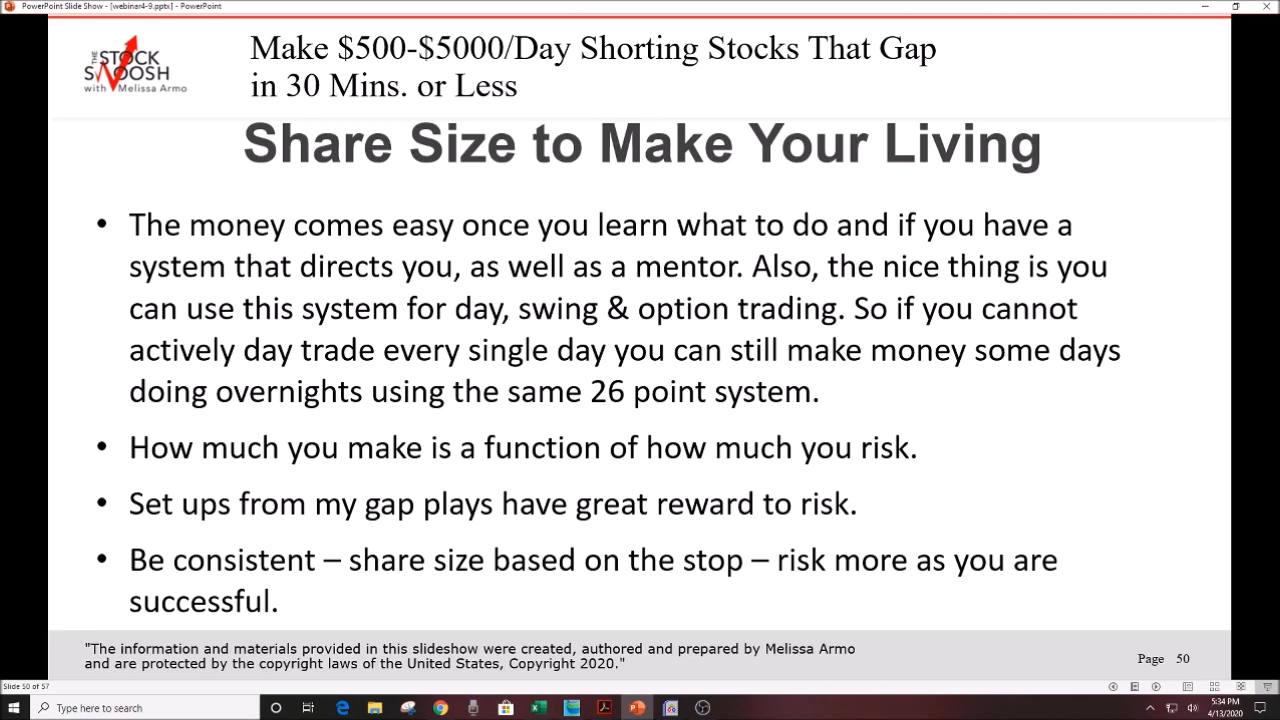 PowerPoint Slide Show - [webinar4-9.pptx] - PowerPoint
THE
STOCK
SWOOSH
with Melissa Armo
Make $500-$5000/Day Shorting Stocks That Gap
in 30 Mins. or Less
Share Size to Make Your Living
• The money comes easy once you learn what to do and if you have a
system that directs you, as well as a mentor. Also, the nice thing is you
can use this system for day, swing & option trading. So if you cannot
actively day trade every single day you can still make money some days
doing overnights using the same 26 point system.
• How much you make is a function of how much you risk.
• Set ups from my gap plays have great reward to risk.
• Be consistent – share size based on the stop – risk more as you are
successful.
"The information and materials provided in this slideshow were created, authored and prepared by Melissa Armo
and are protected by the copyright laws of the United States, Copyright 2020."
Page 50
Slide 50 of 57
Type here to search
5:34 PM
4/13/2020